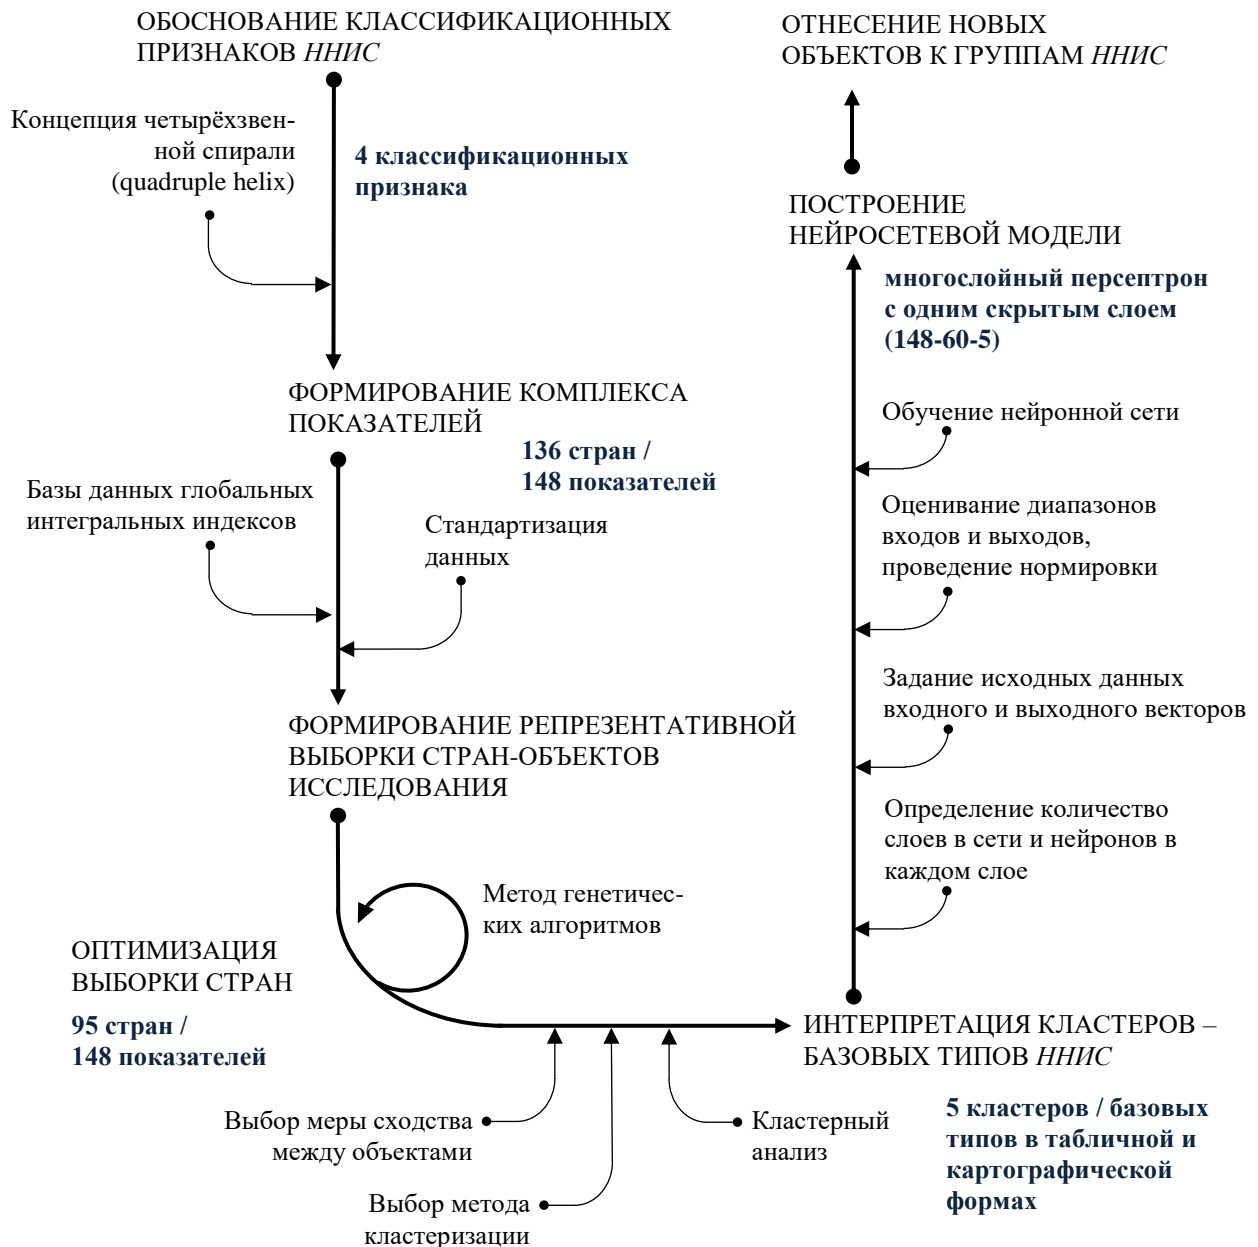 ОБОСНОВАНИЕ КЛАССИФИКАЦИОННЫХ
ПРИЗНАКОВ ННИС
Концепция четырёхзвен-
ной спирали
(quadruple helix)
4 классификационных
признака
ФОРМИРОВАНИЕ КОМПЛЕКСА
ПОКАЗАТЕЛЕЙ
136 стран /
148 показателей
Базы данных глобальных
интегральных индексов
Стандартизация
данных
ФОРМИРОВАНИЕ РЕПРЕЗЕНТАТИВНОЙ
ВЫБОРКИ СТРАН-ОБЪЕКТОВ
ИССЛЕДОВАНИЯ
Метод генетичес-
ких алгоритмов
ОПТИМИЗАЦИЯ
ВЫБОРКИ СТРАН
95 стран /
148 показателей
Выбор меры сходства
между объектами
Выбор метода
кластеризации
Кластерный
анализ
ИНТЕРПРЕТАЦИЯ КЛАСТЕРОВ –
БАЗОВЫХ ТИПОВ ННИС
5 кластеров / базовых
типов в табличной и
картографической
формах
Определение количество
слоев в сети и нейронов в
каждом слое
Задание исходных данных
входного и выходного векторов
Оценивание диапазонов
входов и выходов,
проведение нормировки
Обучение нейронной сети
многослойный персептрон
с одним скрытым слоем
(148-60-5)
ПОСТРОЕНИЕ
НЕЙРОСЕТЕВОЙ МОДЕЛИ
ОТНЕСЕНИЕ НОВЫХ
ОБЪЕКТОВ К ГРУППАМ ННИС